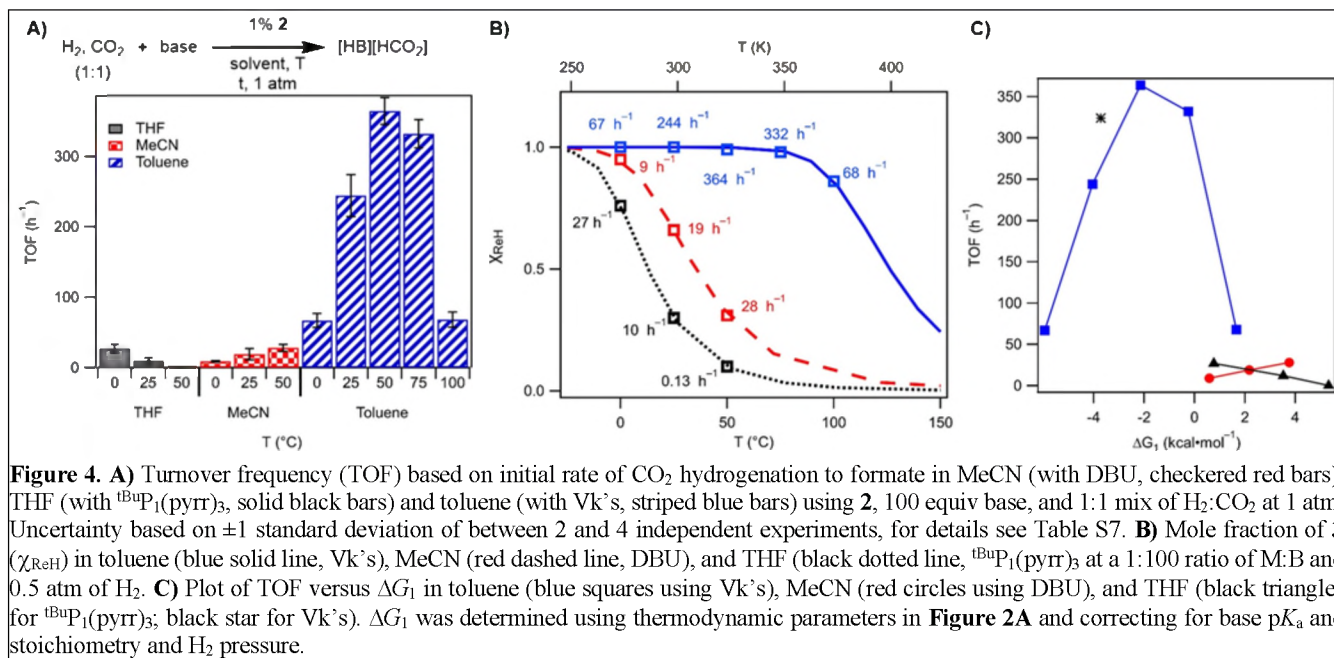 A)
H₂, CO₂ + base
(1:1)
1% 2
solvent, T
t, 1 atm
[HB][HCO₂]
THF
MeCN
Toluene
TOF (h⁻¹)
300
200
100
0
0 25 50 0 25 50 0 25 50 75 100
THF MeCN Toluene
T (°C)
B)
T (K)
250 300 350 400
χReH
1.0
0.5
0.0
67 h⁻¹ 244 h⁻¹ 332 h⁻¹
9 h⁻¹ 364 h⁻¹ 68 h⁻¹
27 h⁻¹ 19 h⁻¹
28 h⁻¹
10 h⁻¹
0.13 h⁻¹
0 50 100 150
T (°C)
C)
TOF (h⁻¹)
350
300
250
200
150
100
50
0
-4 -2 0 2 4
ΔG₁ (kcal•mol⁻¹)
Figure 4. A) Turnover frequency (TOF) based on initial rate of CO₂ hydrogenation to formate in MeCN (with DBU, checkered red bars)
THF (with ᵗᴮᵘP₁(pyrr)₃, solid black bars) and toluene (with Vk's, striped blue bars) using 2, 100 equiv base, and 1:1 mix of H₂:CO₂ at 1 atm
Uncertainty based on ±1 standard deviation of between 2 and 4 independent experiments, for details see Table S7. B) Mole fraction of
(χReH) in toluene (blue solid line, Vk's), MeCN (red dashed line, DBU), and THF (black dotted line, ᵗᴮᵘP₁(pyrr)₃ at a 1:100 ratio of M:B and
0.5 atm of H₂. C) Plot of TOF versus ΔG₁ in toluene (blue squares using Vk's), MeCN (red circles using DBU), and THF (black triangle
for ᵗᴮᵘP₁(pyrr)₃; black star for Vk's). ΔG₁ was determined using thermodynamic parameters in Figure 2A and correcting for base pKₐ and
stoichiometry and H₂ pressure.